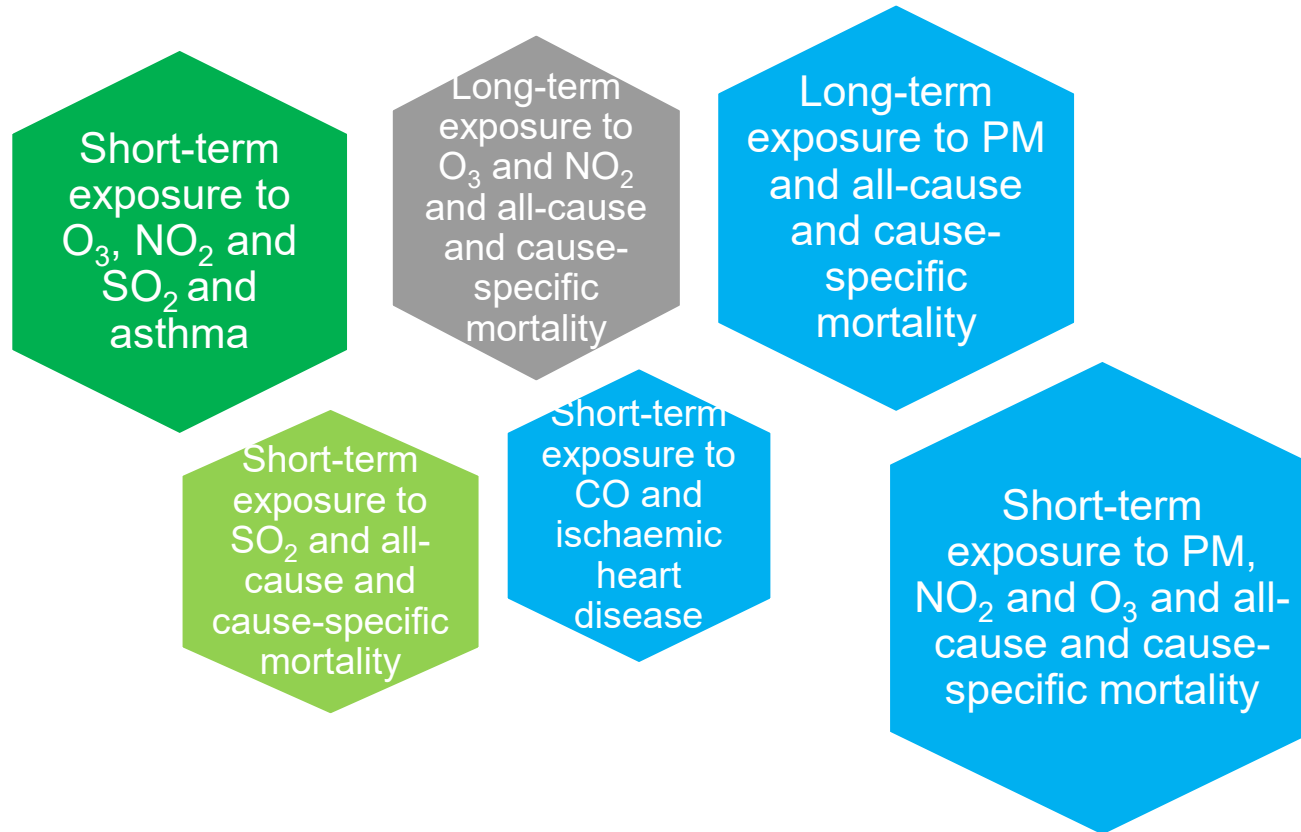 Short-term
exposure to
O₃, NO₂ and
SO₂ and
asthma
Long-term
exposure to
O₃ and NO₂
and all-cause
and cause-
specific
mortality
Long-term
exposure to PM
and all-cause
and cause-
specific
mortality
Short-term
exposure to
SO₂ and all-
cause and
cause-specific
mortality
Short-term
exposure to
CO and
ischaemic
heart
disease
Short-term
exposure to PM,
NO₂ and O₃ and all-
cause and cause-
specific mortality